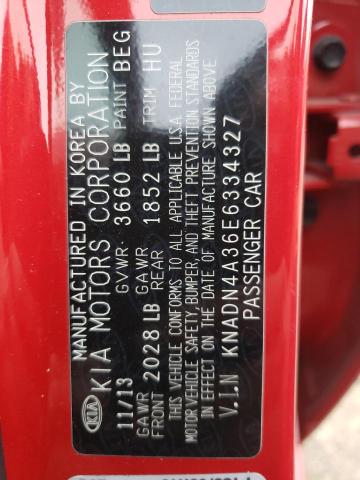 MANUFACTURED IN KOREA BY
KIA KIA MOTORS CORPORATION
11/13 GVWR: 3660 LB PAINT BEG
GAWR FRONT 2028 LB GAWR REAR 1852 LB TRIM HU
THIS VEHICLE CONFORMS TO ALL APPLICABLE U.S.A. FEDERAL
MOTOR VEHICLE SAFETY, BUMPER, AND THEFT PREVENTION STANDARDS
IN EFFECT ON THE DATE OF MANUFACTURE SHOWN ABOVE
V.I.N KNADN4A36E6334327
PASSENGER CAR